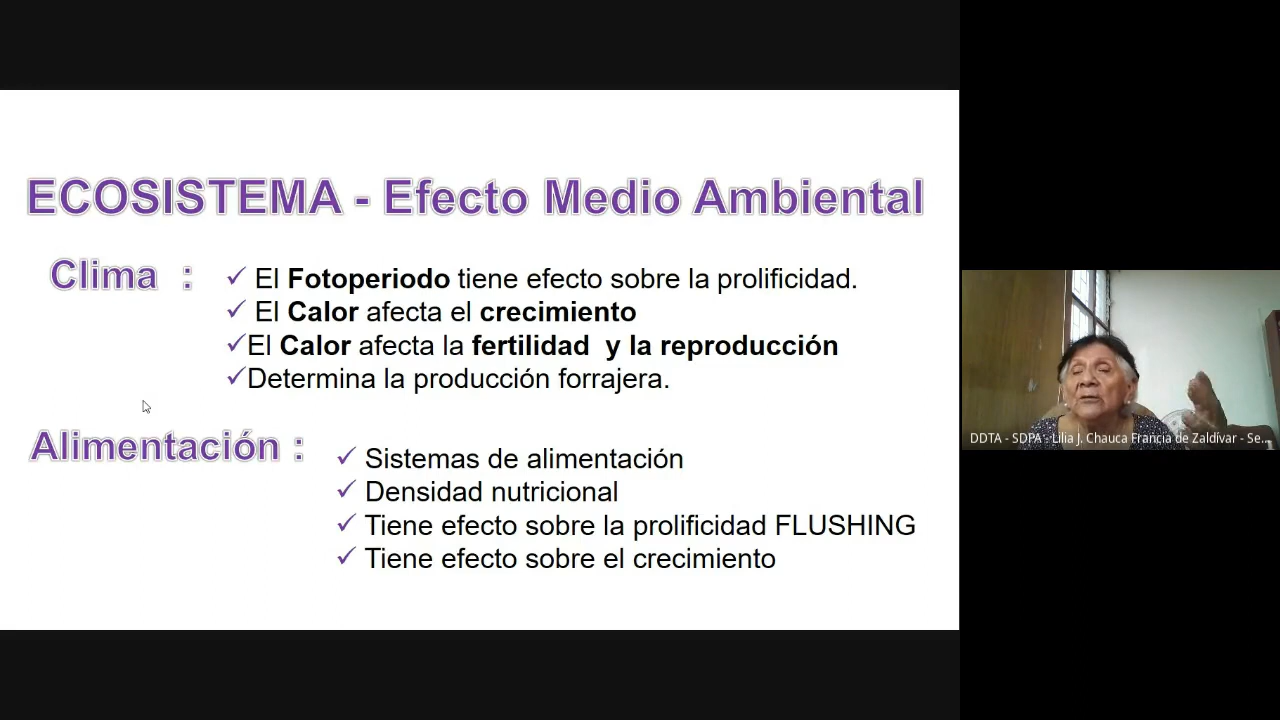 ECOSISTEMA - Efecto Medio Ambiental
Clima :
El Fotoperiodo tiene efecto sobre la prolificidad.
El Calor afecta el crecimiento
El Calor afecta la fertilidad y la reproducción
Determina la producción forrajera.
Alimentación :
Sistemas de alimentación
Densidad nutricional
Tiene efecto sobre la prolificidad FLUSHING
Tiene efecto sobre el crecimiento
DDTA - SDPA - Lilia J. Chauca Francia de Zaldívar - Se...